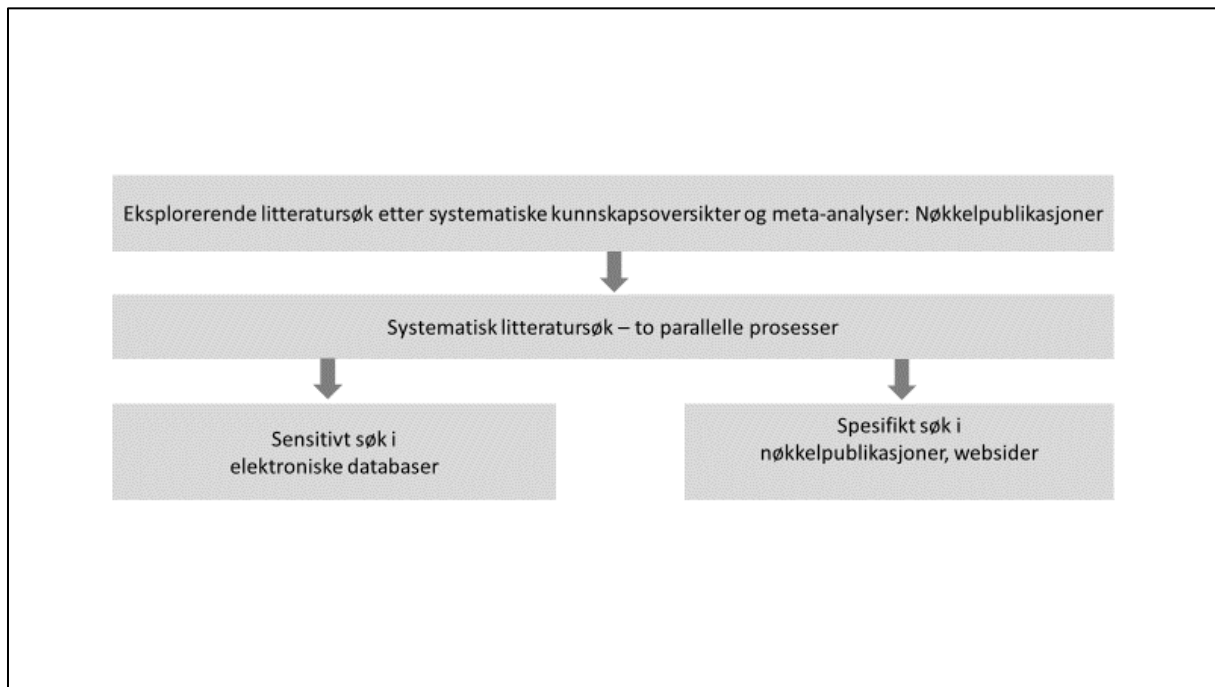 Eksplorerende litteratursøk etter systematiske kunnskapsoversikter og meta-analyser: Nøkkelpublikasjoner
Systematisk litteratursøk – to parallelle prosesser
Sensitivt søk i
elektroniske databaser
Spesifikt søk i
nøkkelpublikasjoner, websider